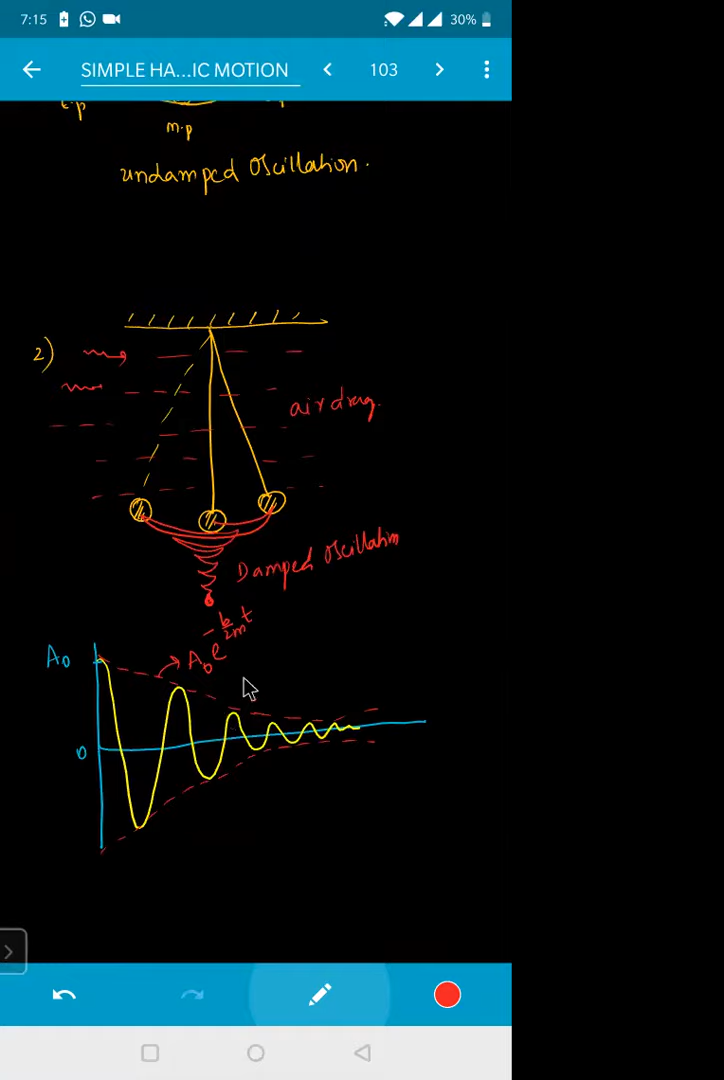 7:15 30%
SIMPLE HA...IC MOTION 103
t.p
m.p
undamped Oscillation.
2)
air drag.
Damped Oscillation
A₀ A₀e^(-b/2m t)
0